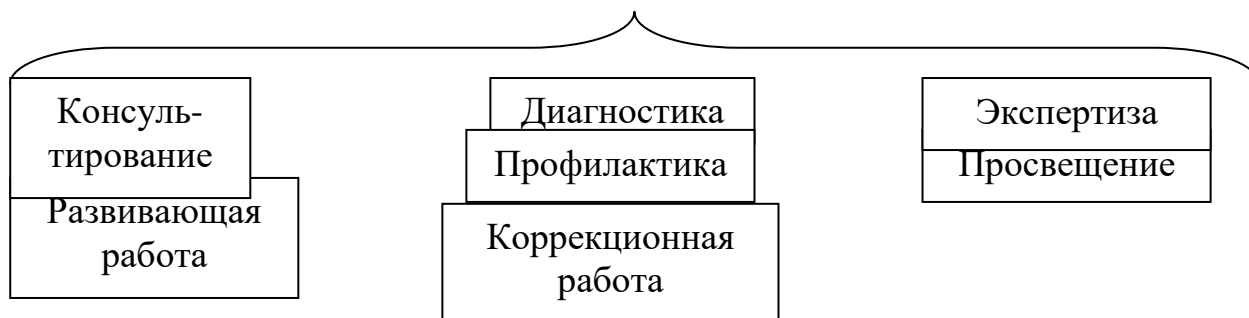 Консуль-
тирование
Развивающая
работа
Диагностика
Профилактика
Коррекционная
работа
Экспертиза
Просвещение